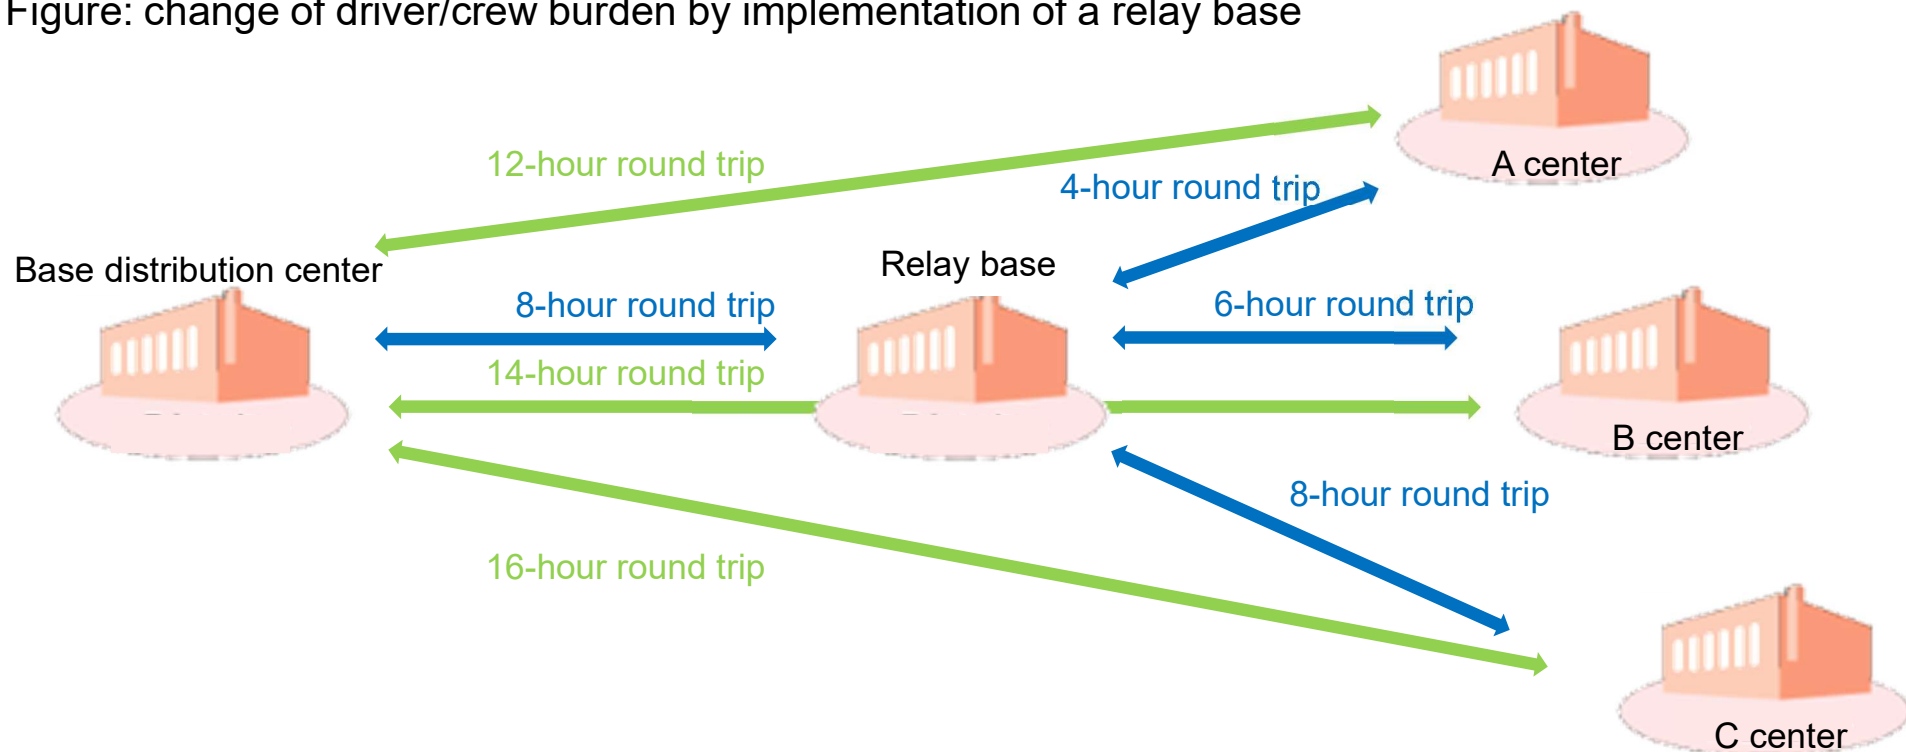 Figure: change of driver/crew burden by implementation of a relay base
12-hour round trip
A center
4-hour round trip
Base distribution center
Relay base
8-hour round trip
6-hour round trip
14-hour round trip
B center
8-hour round trip
16-hour round trip
C center